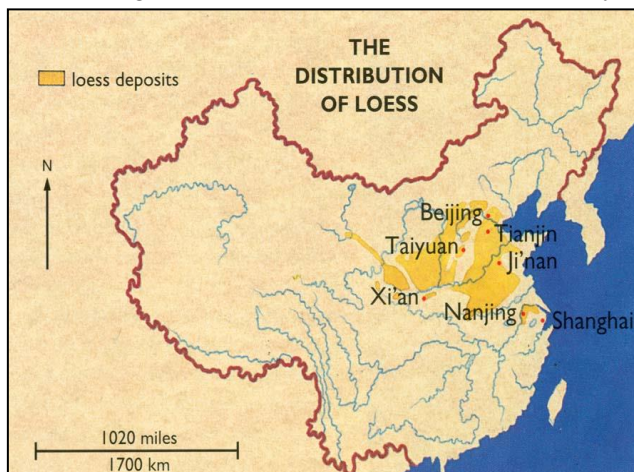 THE
DISTRIBUTION
OF LOESS
loess deposits
N
Beijing
Tianjin
Taiyuan
Ji'nan
Xi'an
Nanjing
Shanghai
1020 miles
1700 km